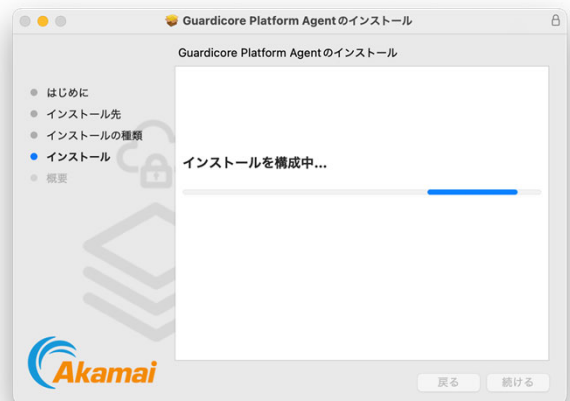 Guardicore Platform Agentのインストール
Guardicore Platform Agentのインストール
はじめに
インストール先
インストールの種類
インストール
概要
インストールを構成中...
Akamai
戻る
続ける